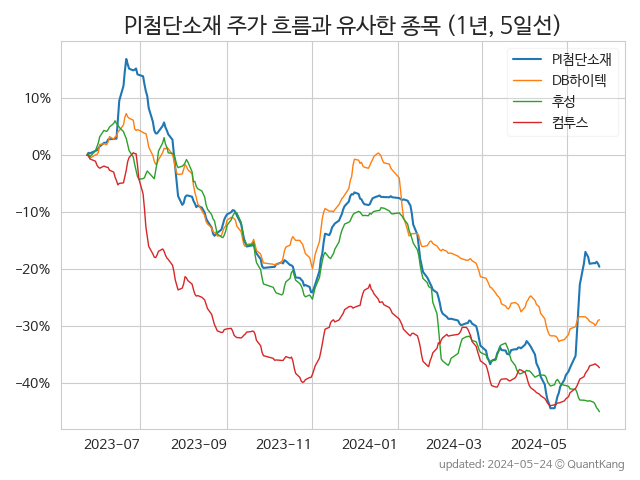 PI첨단소재 주가 흐름과 유사한 종목 (1년, 5일선)
PI첨단소재
DB하이텍
후성
컴투스
10%
0%
−10%
−20%
−30%
−40%
2023-07
2023-09
2023-11
2024-01
2024-03
2024-05
updated: 2024-05-24 © QuantKang